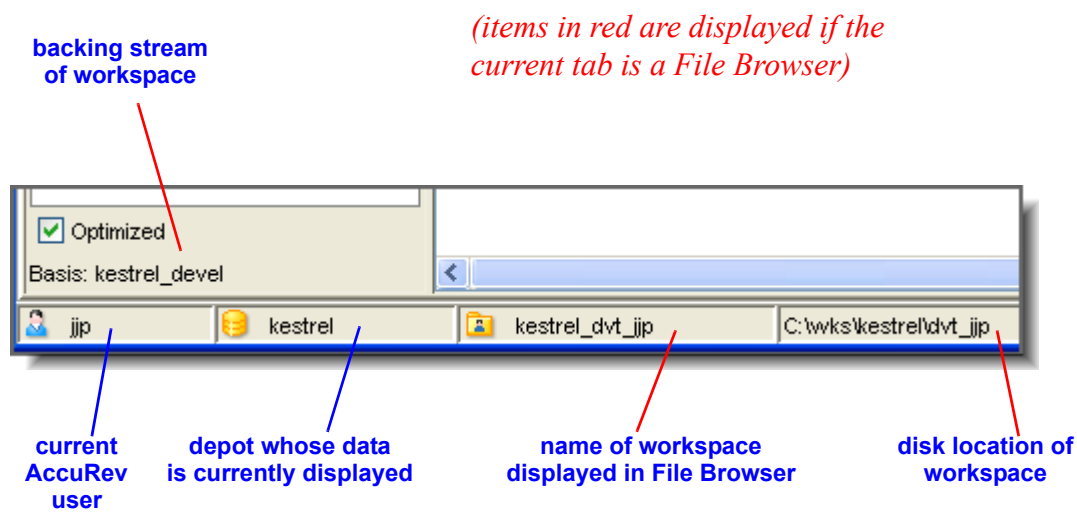 (items in red are displayed if the
current tab is a File Browser)
backing stream
of workspace
Optimized
Basis: kestrel_devel
jjp
kestrel
kestrel_dvt_jjp
C:\wks\kestrel\dvt_jjp
current
AccuRev
user
depot whose data
is currently displayed
name of workspace
displayed in File Browser
disk location of
workspace